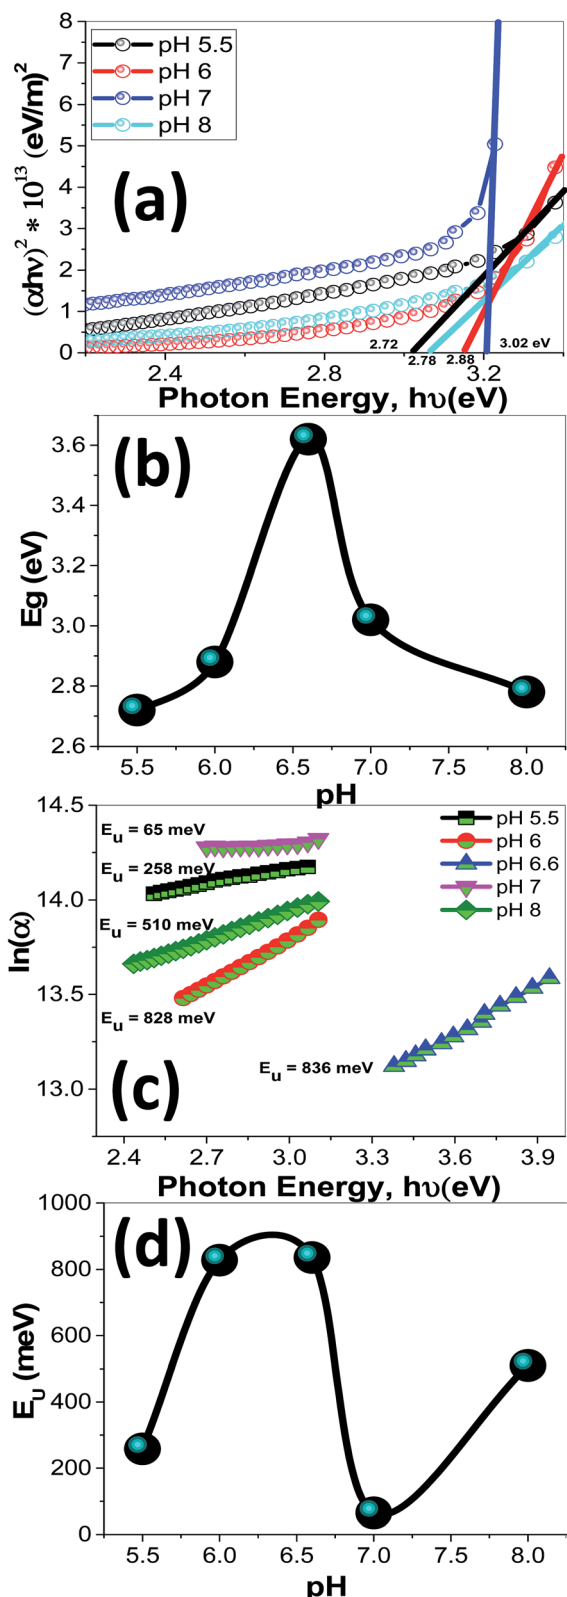 8
7
6
5
4
3
2
1
0
(αhν)² * 10¹³ (eV/m)²
pH 5.5
pH 6
pH 7
pH 8
(a)
2.72
2.78
2.88
3.02 eV
2.4 2.8 3.2
Photon Energy, hυ(eV)
3.6
3.4
3.2
3.0
2.8
2.6
Eg (eV)
(b)
5.5 6.0 6.5 7.0 7.5 8.0
pH
14.5
14.0
13.5
13.0
ln(α)
E_u = 65 meV
E_u = 258 meV
E_u = 510 meV
E_u = 828 meV
E_u = 836 meV
pH 5.5
pH 6
pH 6.6
pH 7
pH 8
(c)
2.4 2.7 3.0 3.3 3.6 3.9
Photon Energy, hυ(eV)
1000
800
600
400
200
0
E_U (meV)
(d)
5.5 6.0 6.5 7.0 7.5 8.0
pH